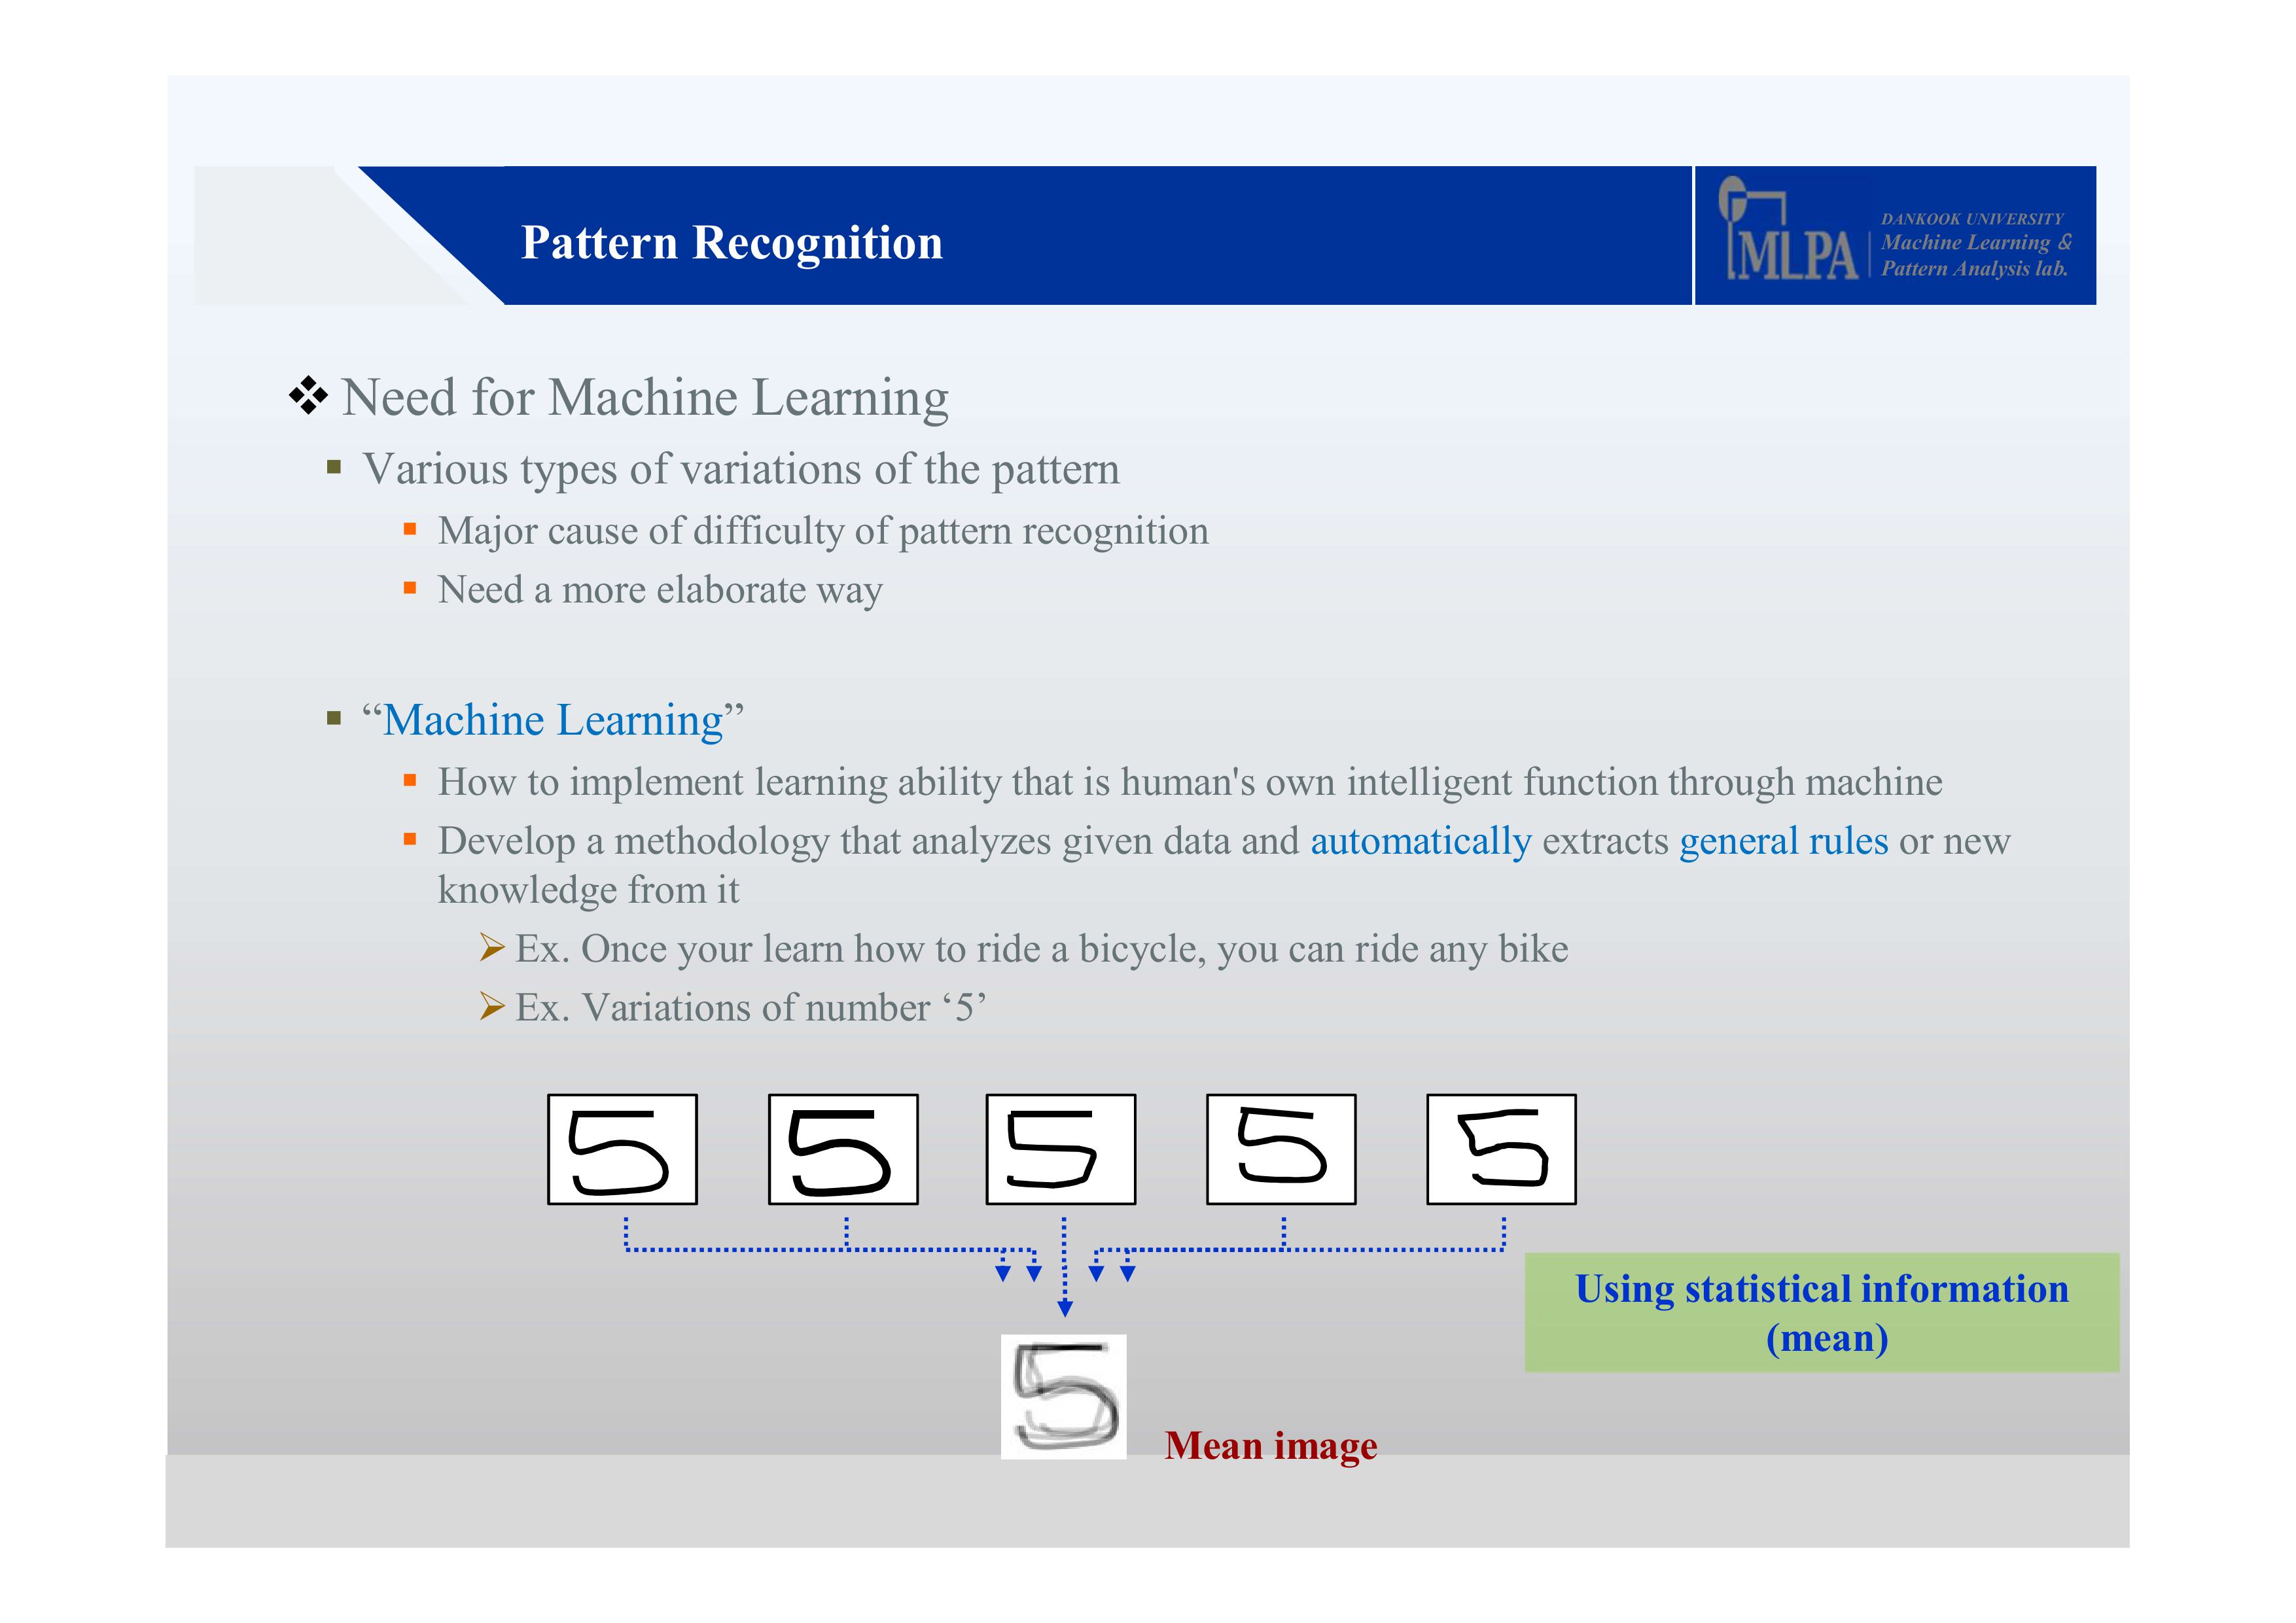 Pattern Recognition
MLPA
DANKOOK UNIVERSITY
Machine Learning &
Pattern Analysis lab.
Need for Machine Learning
Various types of variations of the pattern
Major cause of difficulty of pattern recognition
Need a more elaborate way
“Machine Learning”
How to implement learning ability that is human's own intelligent function through machine
Develop a methodology that analyzes given data and automatically extracts general rules or new
knowledge from it
Ex. Once your learn how to ride a bicycle, you can ride any bike
Ex. Variations of number ‘5’
5 5 5 5 5
Using statistical information
(mean)
5
Mean image